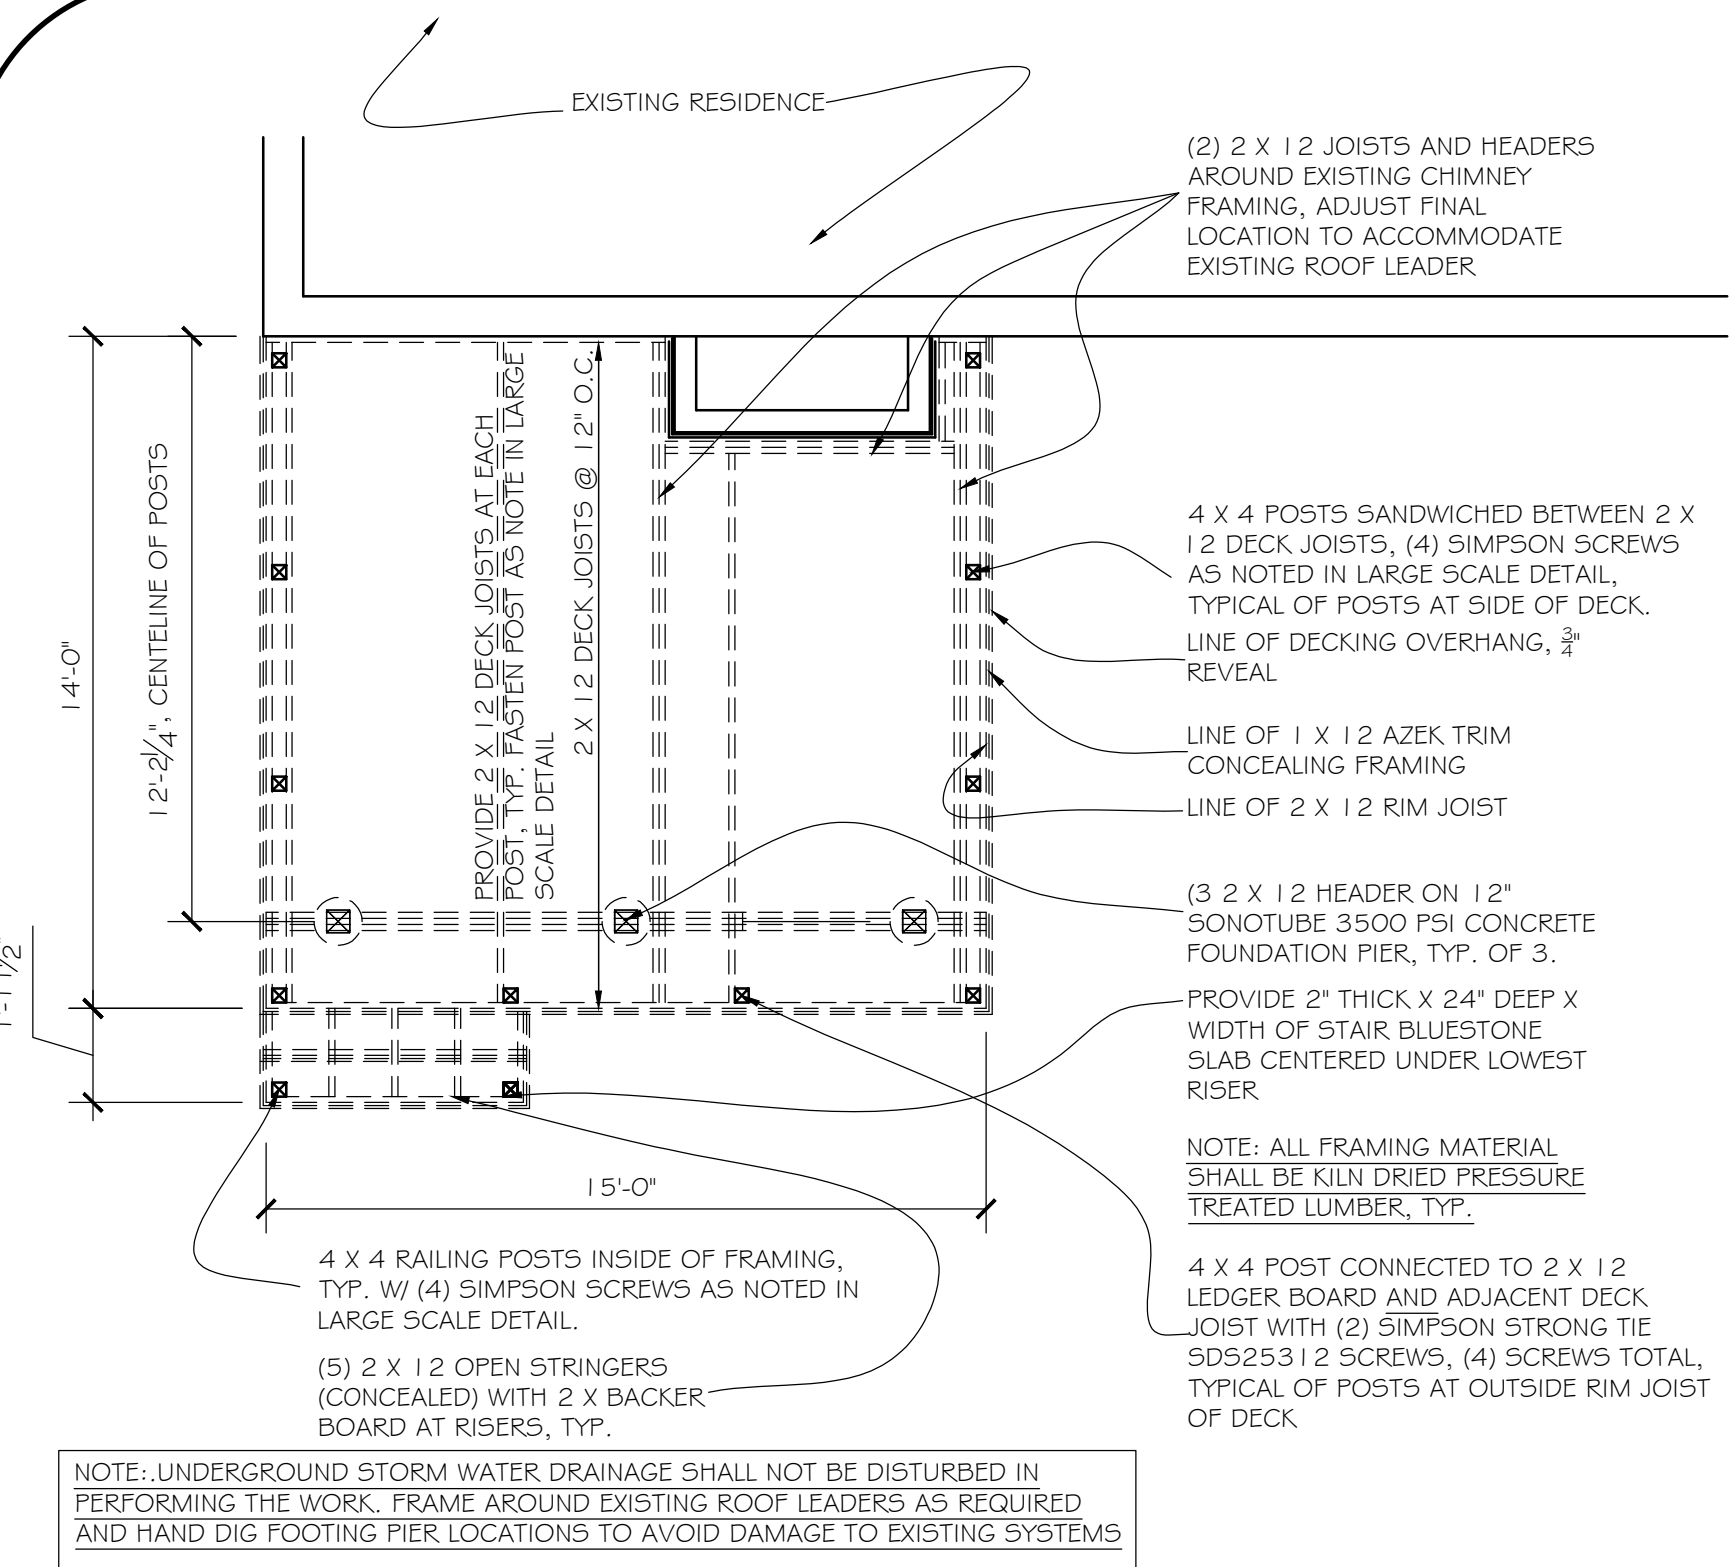 EXISTING RESIDENCE
(2) 2 X 12 JOISTS AND HEADERS
AROUND EXISTING CHIMNEY
FRAMING, ADJUST FINAL
LOCATION TO ACCOMMODATE
EXISTING ROOF LEADER
14'-0"
12'-2 1/4", CENTELINE OF POSTS
PROVIDE 2 X 12 DECK JOISTS AT EACH
POST, TYP. FASTEN POST AS NOTE IN LARGE
SCALE DETAIL
2 X 12 DECK JOISTS @ 12" O.C.
4 X 4 POSTS SANDWICHED BETWEEN 2 X
12 DECK JOISTS, (4) SIMPSON SCREWS
AS NOTED IN LARGE SCALE DETAIL,
TYPICAL OF POSTS AT SIDE OF DECK.
LINE OF DECKING OVERHANG, 3/4"
REVEAL
LINE OF 1 X 12 AZEK TRIM
CONCEALING FRAMING
LINE OF 2 X 12 RIM JOIST
(3 2 X 12 HEADER ON 12"
SONOTUBE 3500 PSI CONCRETE
FOUNDATION PIER, TYP. OF 3.
PROVIDE 2" THICK X 24" DEEP X
WIDTH OF STAIR BLUESTONE
SLAB CENTERED UNDER LOWEST
RISER
NOTE: ALL FRAMING MATERIAL
SHALL BE KILN DRIED PRESSURE
TREATED LUMBER, TYP.
15'-0"
4 X 4 RAILING POSTS INSIDE OF FRAMING,
TYP. W/ (4) SIMPSON SCREWS AS NOTED IN
LARGE SCALE DETAIL.
(5) 2 X 12 OPEN STRINGERS
(CONCEALED) WITH 2 X BACKER
BOARD AT RISERS, TYP.
4 X 4 POST CONNECTED TO 2 X 12
LEDGER BOARD AND ADJACENT DECK
JOIST WITH (2) SIMPSON STRONG TIE
SDS25312 SCREWS, (4) SCREWS TOTAL,
TYPICAL OF POSTS AT OUTSIDE RIM JOIST
OF DECK
NOTE:.UNDERGROUND STORM WATER DRAINAGE SHALL NOT BE DISTURBED IN
PERFORMING THE WORK. FRAME AROUND EXISTING ROOF LEADERS AS REQUIRED
AND HAND DIG FOOTING PIER LOCATIONS TO AVOID DAMAGE TO EXISTING SYSTEMS